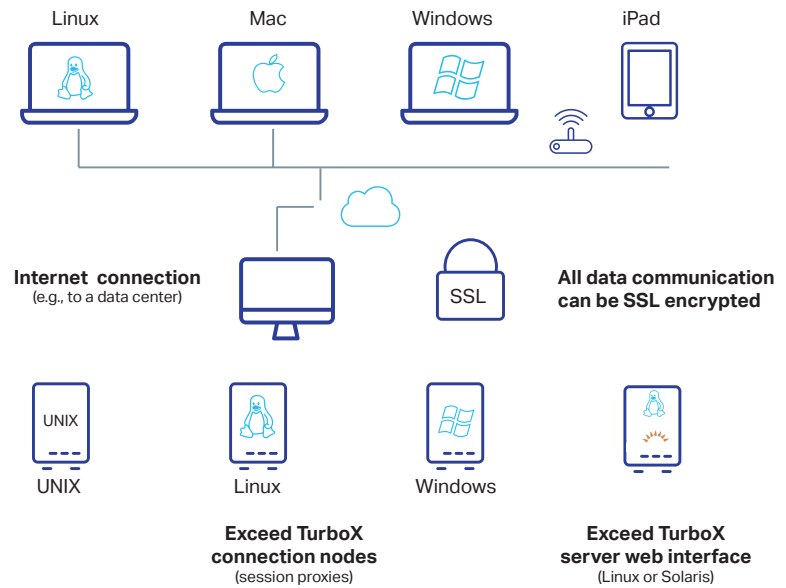 Linux
Mac
Windows
iPad
Internet connection
(e.g., to a data center)
SSL
All data communication
can be SSL encrypted
UNIX
UNIX
Linux
Windows
Exceed TurboX
connection nodes
(session proxies)
Exceed TurboX
server web interface
(Linux or Solaris)